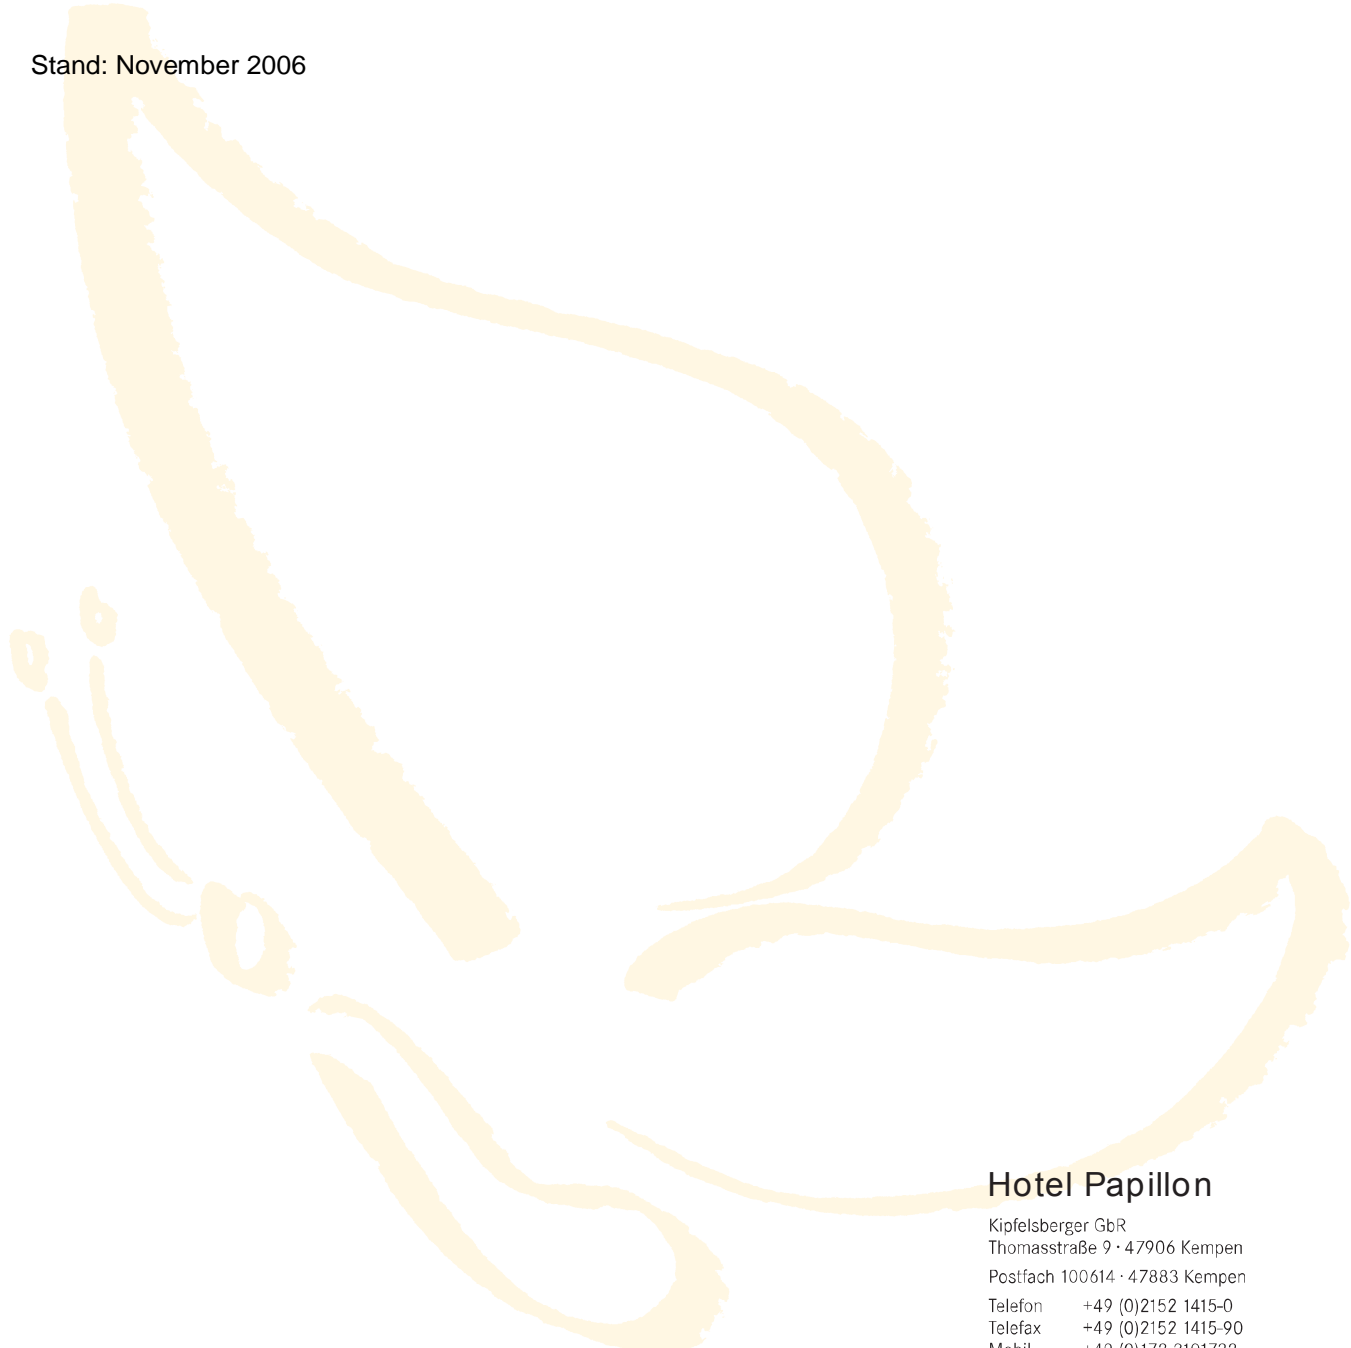 Stand: November 2006
Hotel Papillon
Kipfelsberger GbR
Thomasstraße 9 · 47906 Kempen
Postfach 100614 · 47883 Kempen
Telefon +49 (0)2152 1415-0
Telefax +49 (0)2152 1415-90